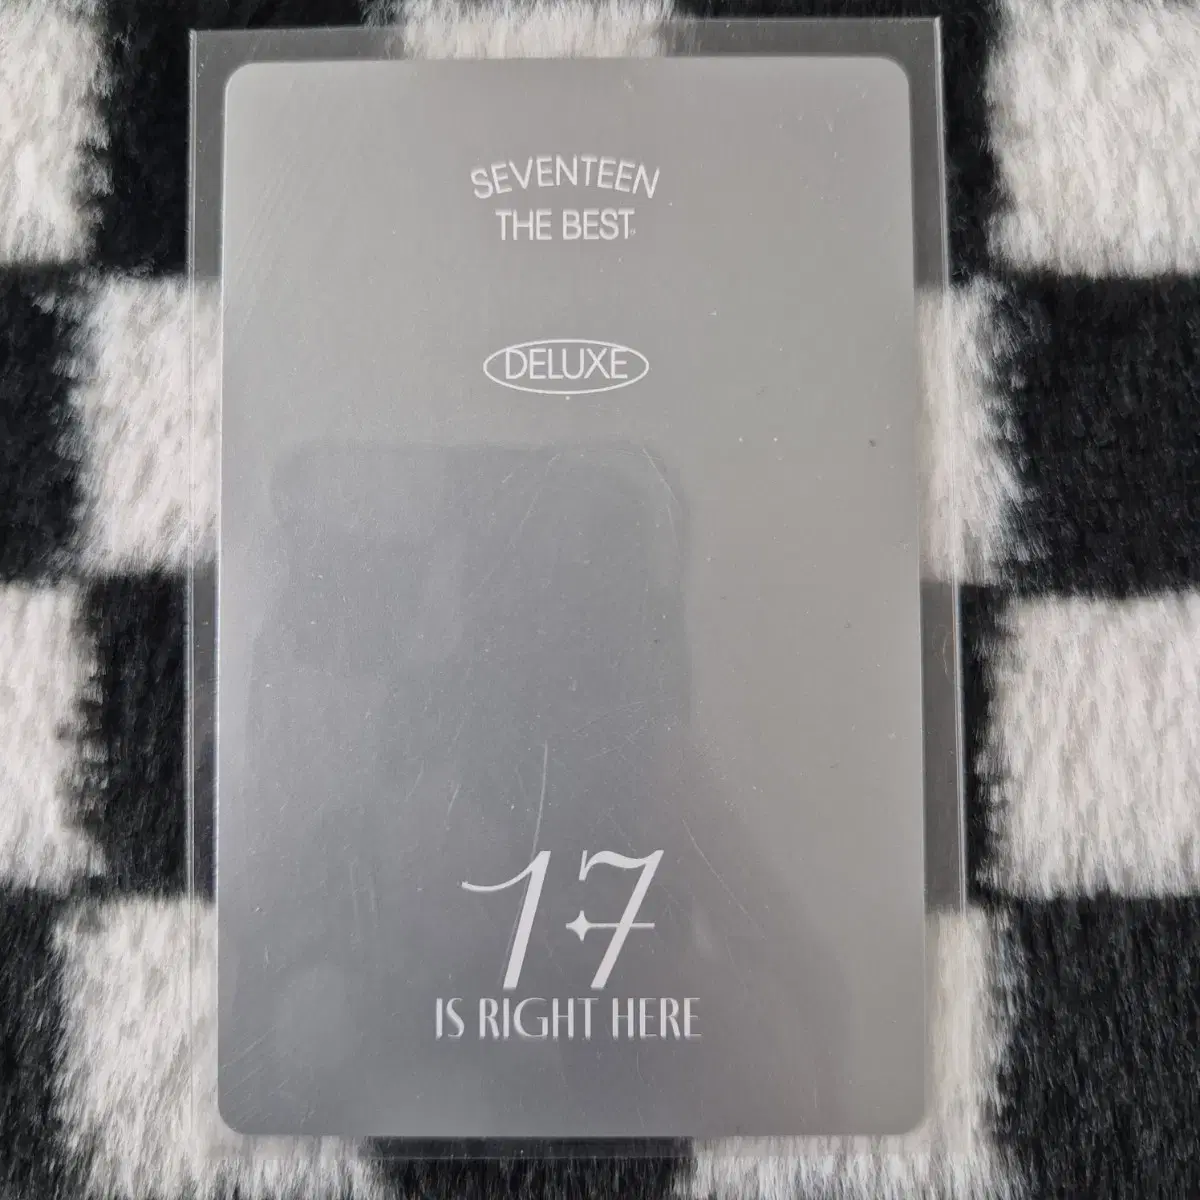 SEVENTEEN
THE BEST
DELUXE
17
IS RIGHT HERE